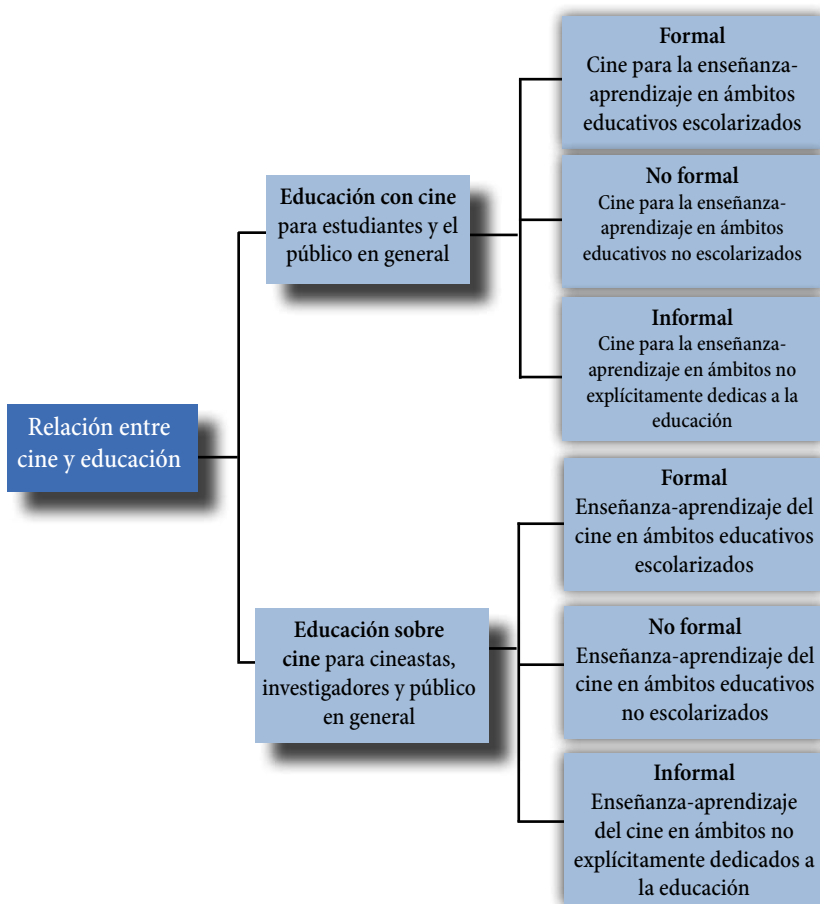 Relación entre
cine y educación
Educación con cine
para estudiantes y el
público en general
Formal
Cine para la enseñanza-
aprendizaje en ámbitos
educativos escolarizados
No formal
Cine para la enseñanza-
aprendizaje en ámbitos
educativos no escolarizados
Informal
Cine para la enseñanza-
aprendizaje en ámbitos no
explícitamente dedicas a la
educación
Educación sobre
cine para cineastas,
investigadores y público
en general
Formal
Enseñanza-aprendizaje del
cine en ámbitos educativos
escolarizados
No formal
Enseñanza-aprendizaje del
cine en ámbitos educativos
no escolarizados
Informal
Enseñanza-aprendizaje
del cine en ámbitos no
explícitamente dedicados a
la educación